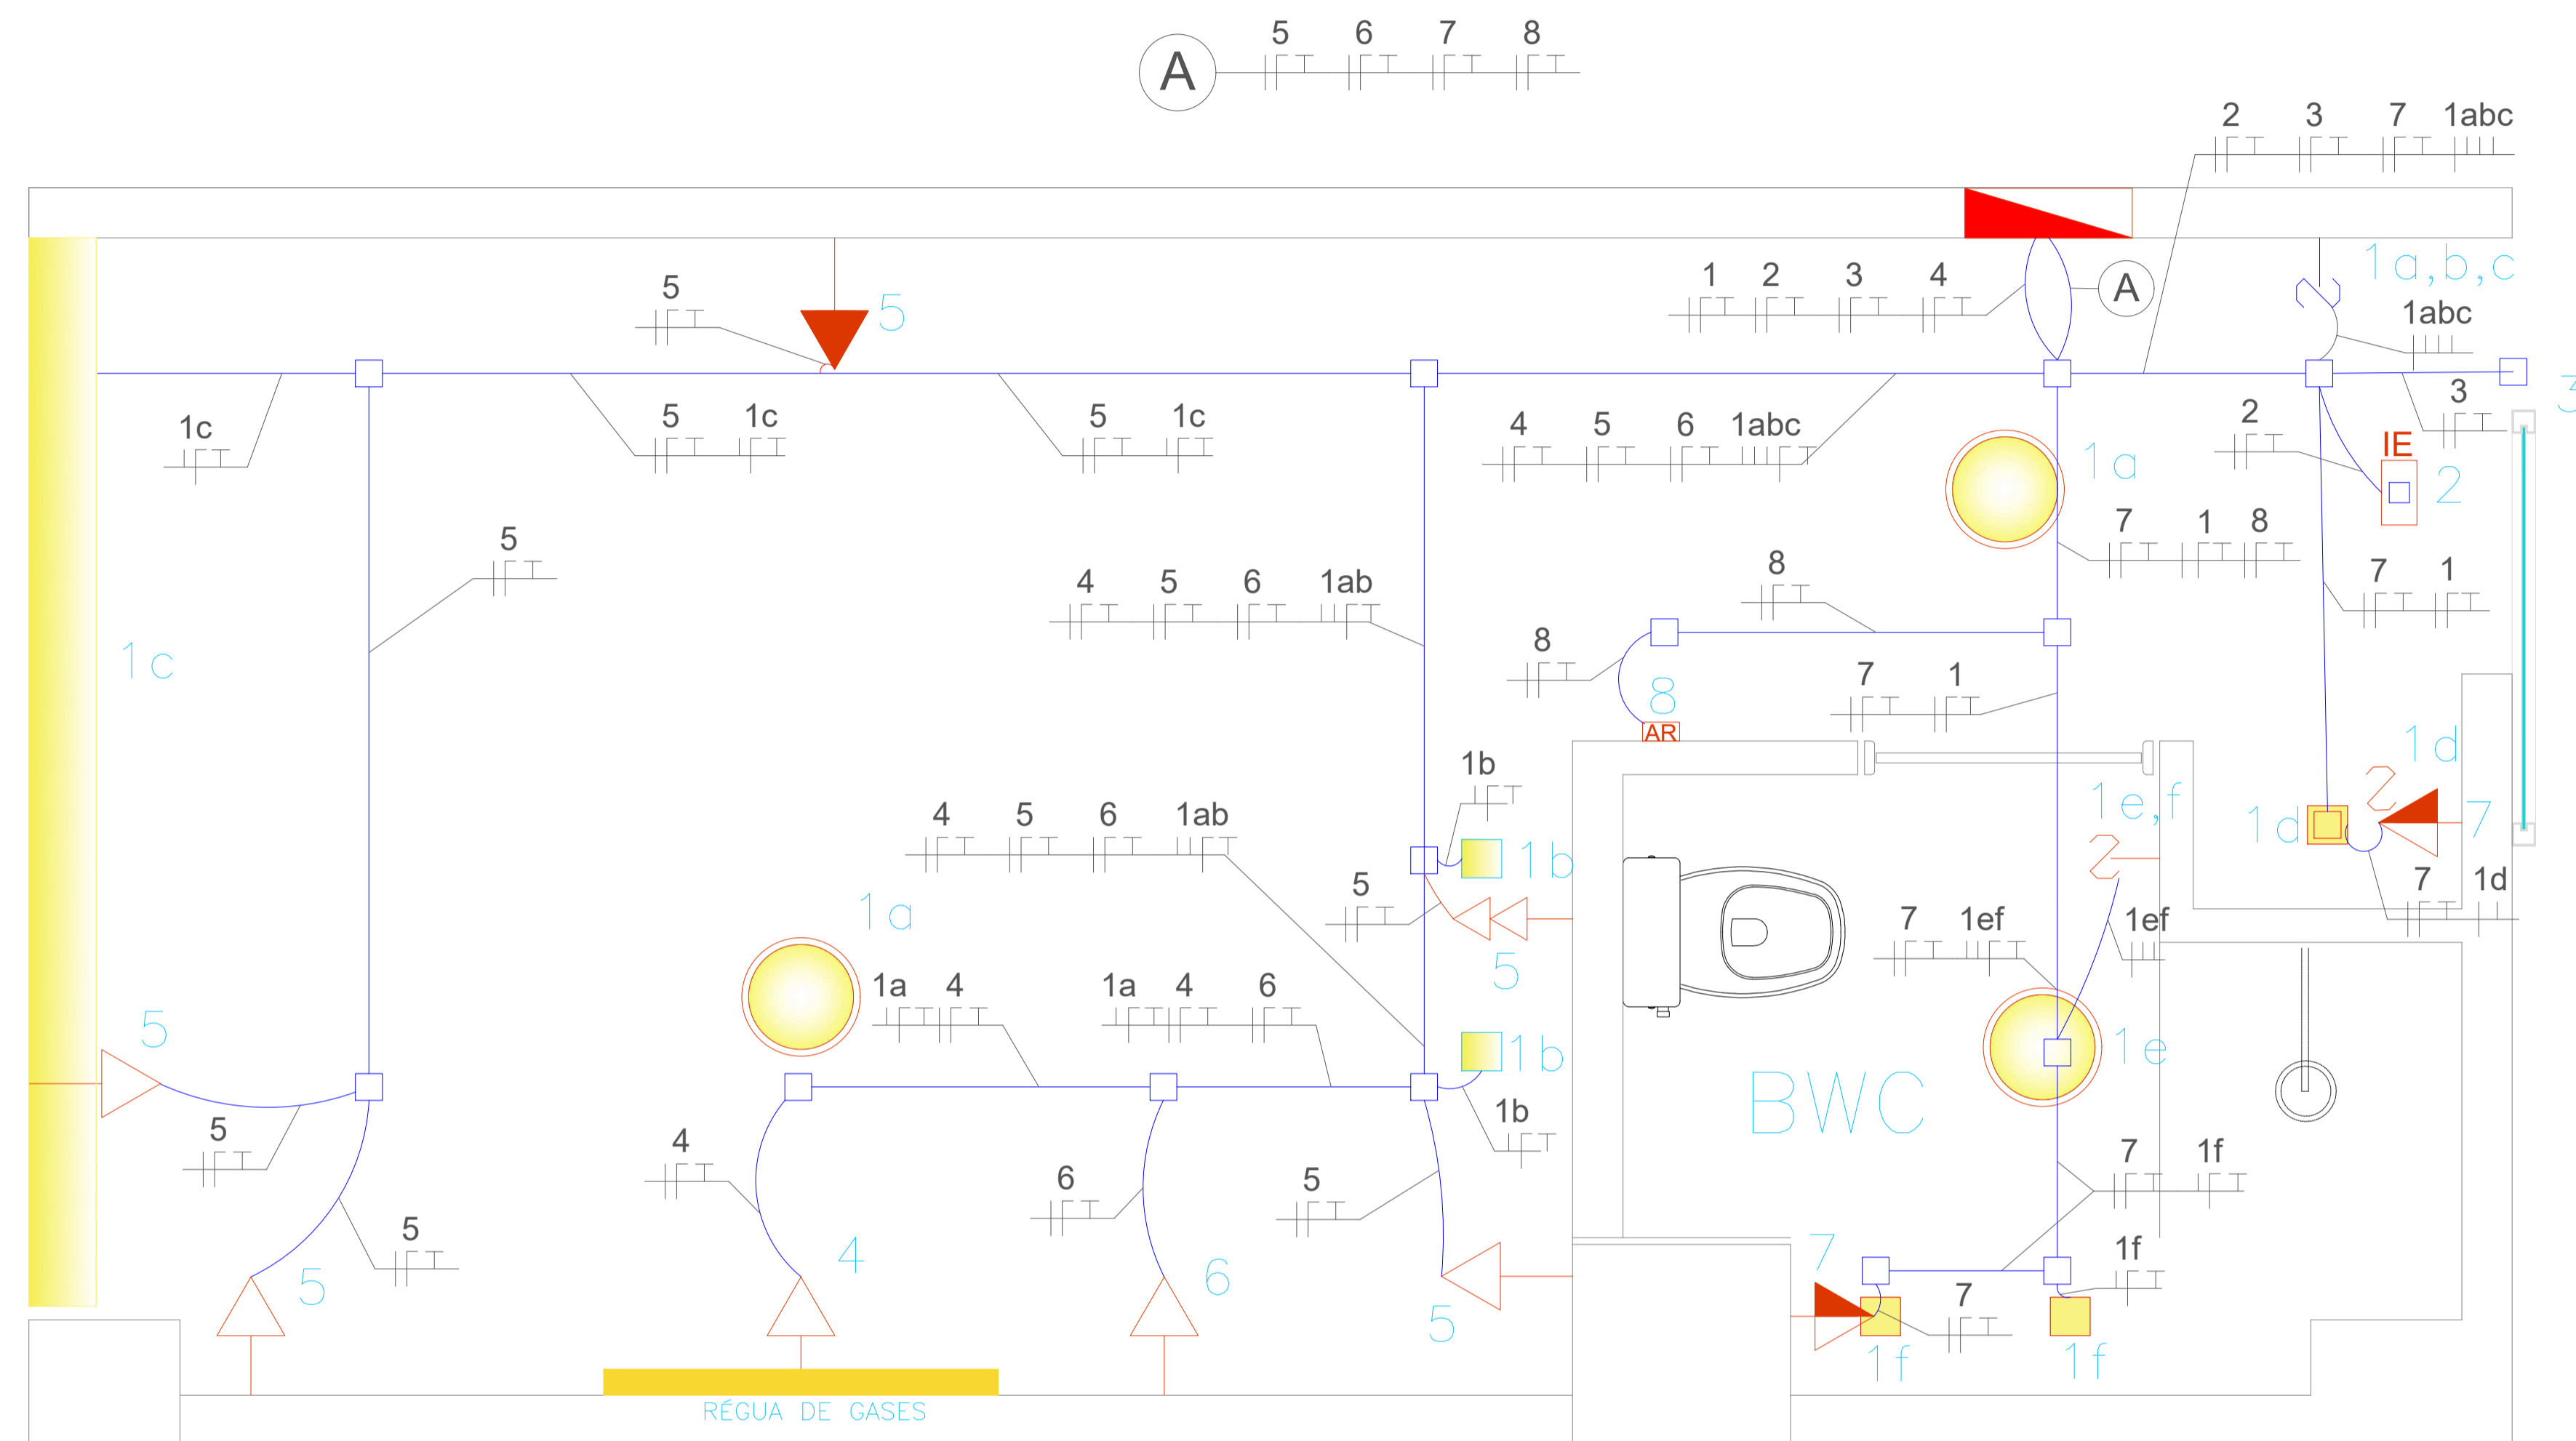 5 6 7 8
A
2 3 7 1abc
1a,b,c
5
5
1 2 3 4
A
1abc
3
3
1c
5 1c
5 1c
4 5 6 1abc
1a
2
IE
2
5
7 1 8
4 5 6 1ab
8
7 1
8
7 1
8
1c
AR
1d
1b
1e,f
4 5 6 1ab
1d
7
1b
5
7 1d
1a
7 1ef
1ef
5
1a 4
1a 4 6
5
1b
1e
BWC
1b
5
4
6
5
7 1f
5
4
6
7
1f
5
5
7
1f
1f
RÉGUA DE GASES